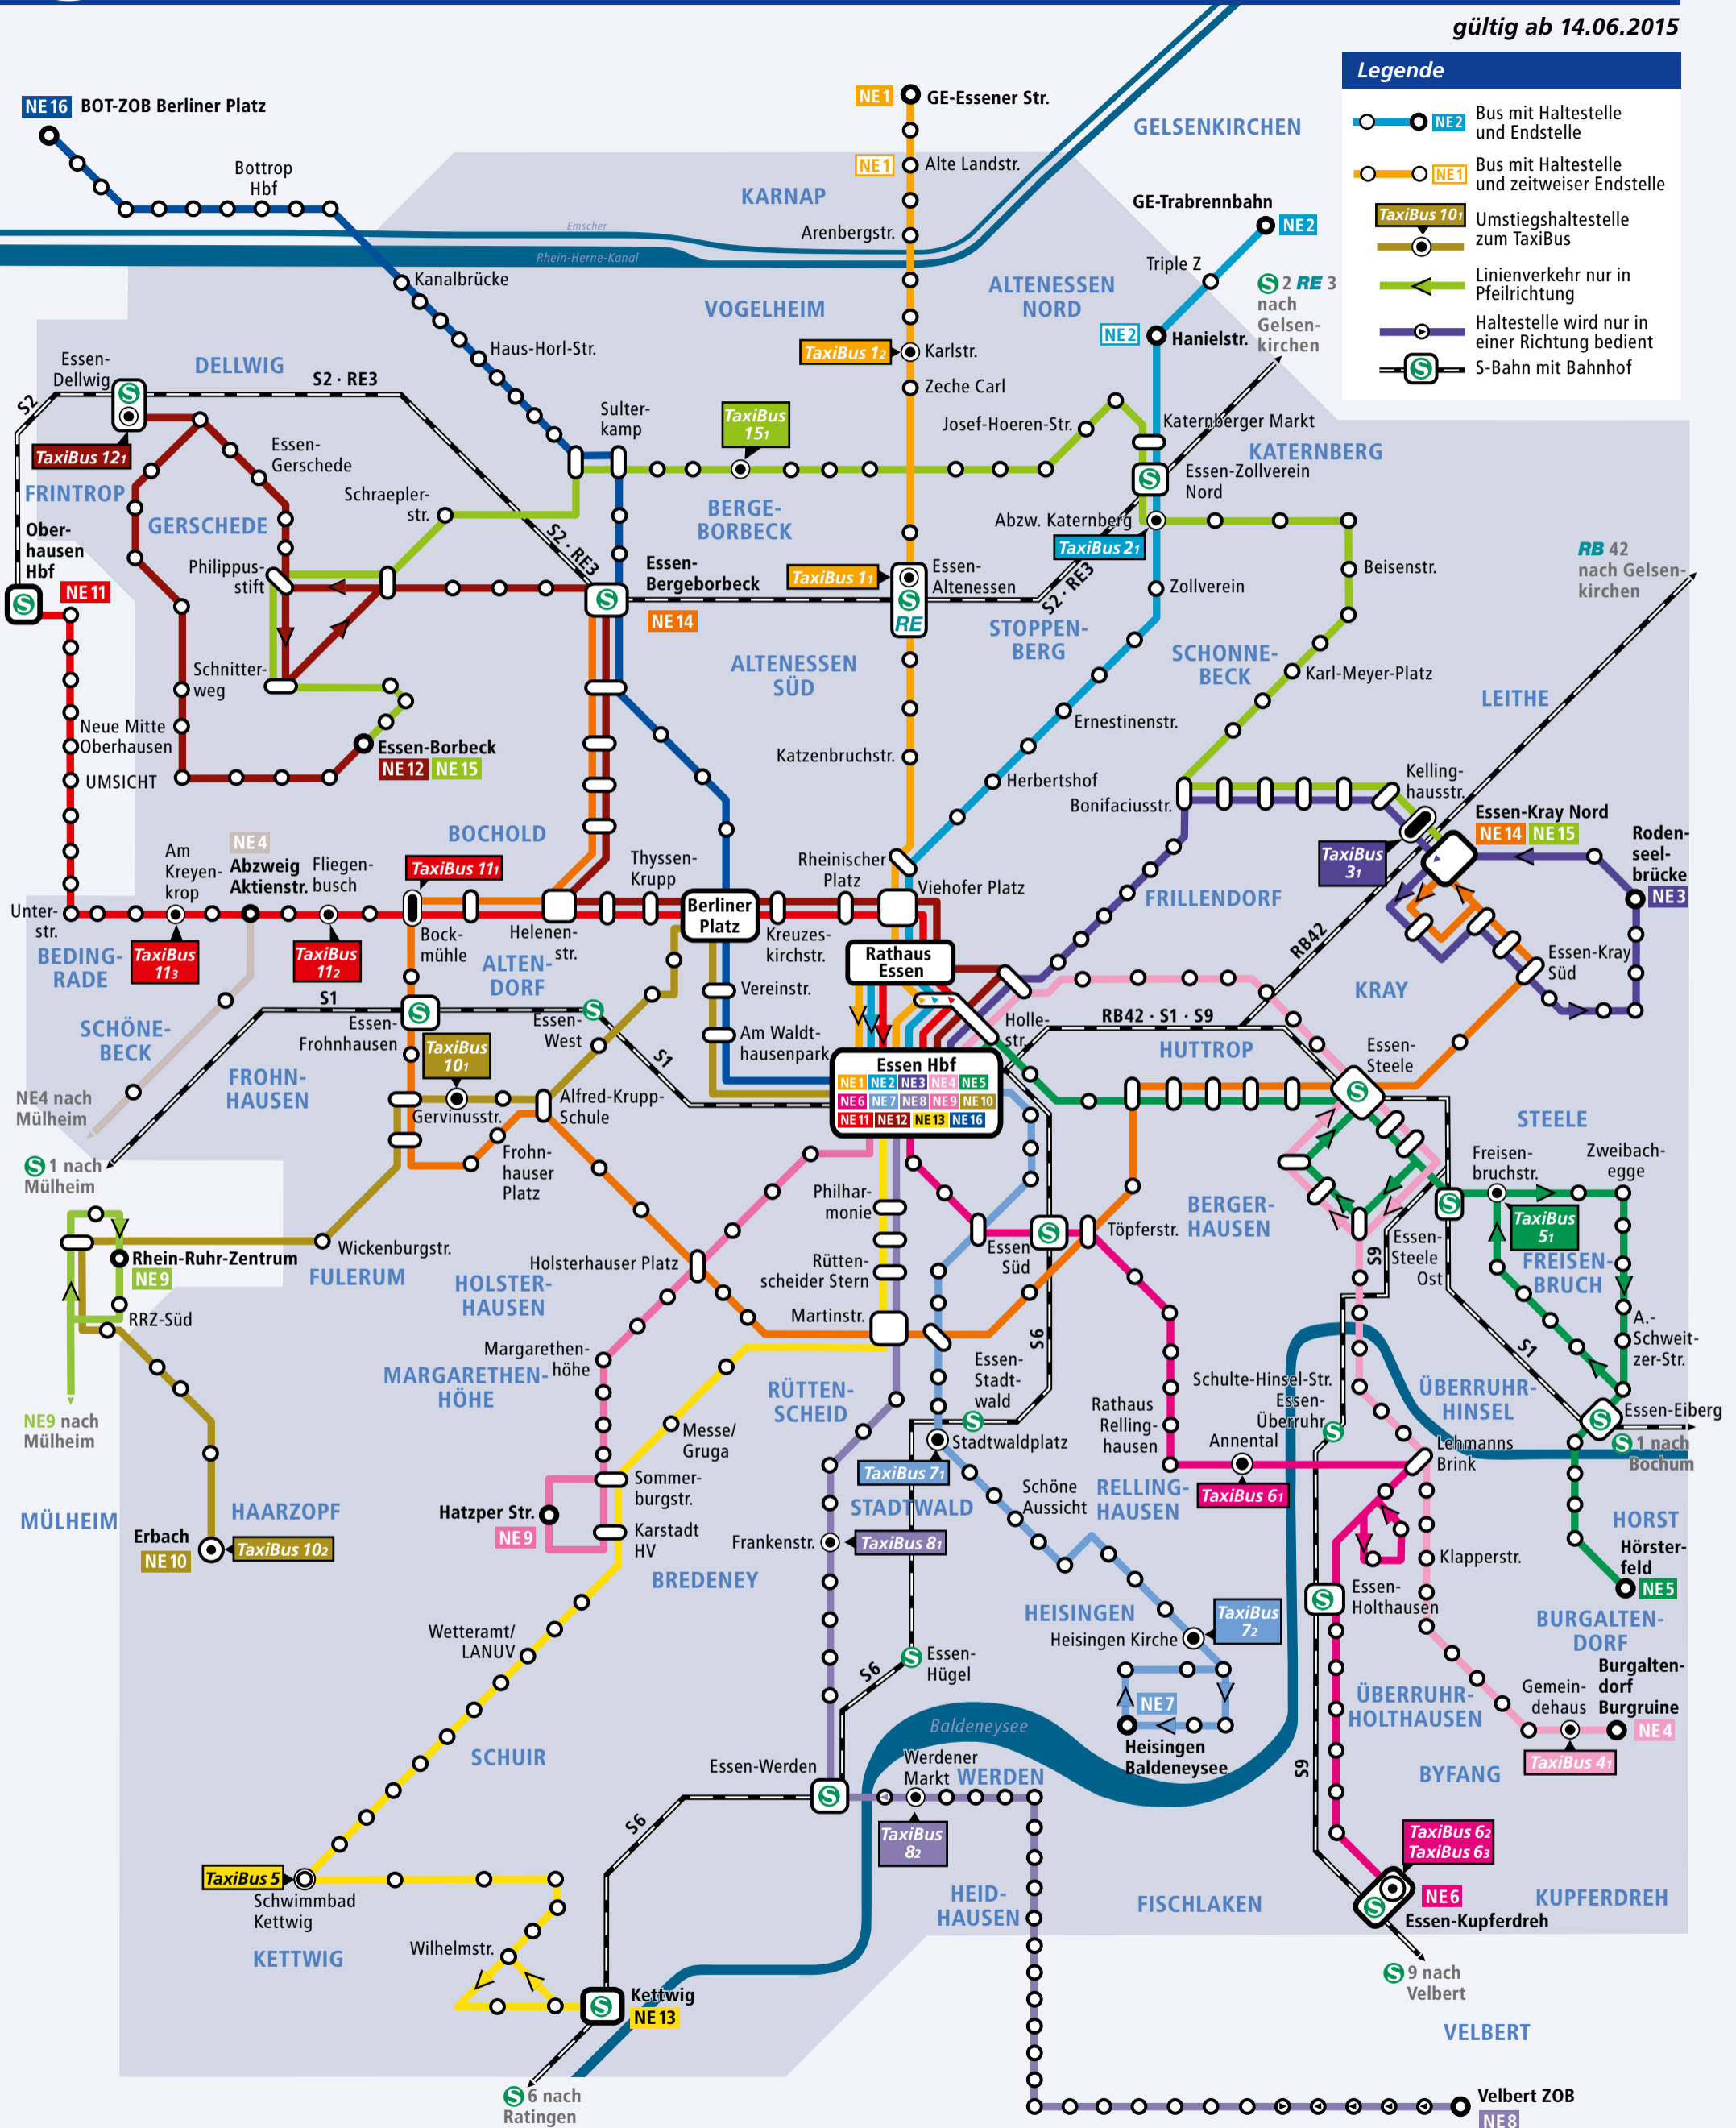 gültig ab 14.06.2015
Legende
NE2
Bus mit Haltestelle
und Endstelle
NE1
Bus mit Haltestelle
und zeitweiser Endstelle
TaxiBus 101
Umstiegshaltestelle
zum TaxiBus
Linienverkehr nur in
Pfeilrichtung
Haltestelle wird nur in
einer Richtung bedient
S
S-Bahn mit Bahnhof
NE16 BOT-ZOB Berliner Platz
Bottrop
Hbf
NE1 GE-Essener Str.
NE1 Alte Landstr.
GELSENKIRCHEN
KARNAP
Emscher
Rhein-Herne-Kanal
Arenbergstr.
GE-Trabrennbahn
NE2
Triple Z
S 2 RE 3
nach
Gelsen-
kirchen
Kanalbrücke
VOGELHEIM
ALTENESSEN
NORD
NE2 Hanielstr.
Haus-Horl-Str.
TaxiBus 12
Karlstr.
Zeche Carl
Essen-
Dellwig
S
DELLWIG
S2 · RE3
S2
TaxiBus 121
Essen-
Gerschede
FRINTROP
GERSCHEDE
Sulter-
kamp
TaxiBus
151
Josef-Hoeren-Str.
Katernberger Markt
KATERNBERG
S
Essen-Zollverein
Nord
Schraepler-
str.
BERGE-
BORBECK
Abzw. Katernberg
TaxiBus 21
Ober-
hausen
Hbf
S
NE11
Philippus-
stift
S2 · RE3
Essen-
Bergeborbeck
S
NE14
TaxiBus 11
Essen-
Altenessen
S
RE
S2 · RE3
Zollverein
Beisenstr.
RB 42
nach Gelsen-
kirchen
STOPPEN-
BERG
SCHONNE-
BECK
Karl-Meyer-Platz
LEITHE
Schnitter-
weg
ALTENESSEN
SÜD
Ernestinenstr.
Neue Mitte
Oberhausen
UMSICHT
Essen-Borbeck
NE12 NE15
Katzenbruchstr.
Herbertshof
Bonifaciusstr.
Kelling-
hausstr.
Essen-Kray Nord
NE14 NE15
Roden-
seel-
brücke
NE3
TaxiBus
31
BOCHOLD
NE4
Abzweig
Aktienstr.
Am
Kreyen-
krop
Fliegen-
busch
TaxiBus 111
Thyssen-
Krupp
Rheinischer
Platz
Viehofer Platz
FRILLENDORF
Unter-
str.
BEDING-
RADE
TaxiBus
113
TaxiBus
112
Bock-
mühle
Helenen-
str.
ALTEN-
DORF
Berliner
Platz
Kreuzes-
kirchstr.
Rathaus
Essen
RB42
Essen-Kray
Süd
KRAY
S1
SCHÖNE-
BECK
S
Essen-
Frohnhausen
Essen-
West
S
Vereinstr.
Am Waldt-
hausenpark
S1
Holle-
str.
RB42 · S1 · S9
HUTTROP
Essen-
Steele
S
TaxiBus
101
FROHN-
HAUSEN
NE4 nach
Mülheim
Gervinusstr.
Alfred-Krupp-
Schule
Essen Hbf
NE1 NE2 NE3 NE4 NE5
NE6 NE7 NE8 NE9 NE10
NE11 NE12 NE13 NE16
STEELE
S 1 nach
Mülheim
Frohn-
hauser
Platz
Freisen-
bruchstr.
Zweibach-
egge
S
TaxiBus
51
Essen-
Steele
Ost
FREISEN-
BRUCH
BERGER-
HAUSEN
Philhar-
monie
Töpferstr.
Essen
Süd
S
S9
Wickenburgstr.
FULERUM
Rhein-Ruhr-Zentrum
NE9
RRZ-Süd
Holsterhauser Platz
HOLSTER-
HAUSEN
Rütten-
scheider Stern
Martinstr.
S6
A.-
Schweit-
zer-Str.
S1
Margarethen-
höhe
MARGARETHEN-
HÖHE
RÜTTEN-
SCHEID
Essen-
Stadt-
wald
S
Rathaus
Relling-
hausen
Schulte-Hinsel-Str.
Essen-
Überruhr
S
ÜBERRUHR-
HINSEL
Essen-Eiberg
S
S 1 nach
Bochum
NE9 nach
Mülheim
Messe/
Gruga
Stadtwaldplatz
TaxiBus 71
Annental
TaxiBus 61
Lehmanns
Brink
Sommer-
burgstr.
STADTWALD
Schöne
Aussicht
RELLING-
HAUSEN
MÜLHEIM
HAARZOPF
Hatzper Str.
NE9
Karstadt
HV
Frankenstr.
TaxiBus 81
HORST
Hörster-
feld
NE5
Erbach
NE10
TaxiBus 102
BREDENEY
Klapperstr.
Essen-
Holthausen
S
HEISINGEN
Heisingen Kirche
TaxiBus
72
BURGALTEN-
DORF
Burgalten-
dorf
Burgruine
NE4
Wetteramt/
LANUV
Essen-
Hügel
S
S6
NE7
Gemein-
dehaus
TaxiBus 41
ÜBERRUHR-
HOLTHAUSEN
Baldeneysee
Heisingen
Baldeneysee
SCHUIR
Essen-Werden
S
Werdener
Markt
WERDEN
TaxiBus
82
S9
BYFANG
S6
TaxiBus 62
TaxiBus 63
TaxiBus 5
Schwimmbad
Kettwig
HEID-
HAUSEN
FISCHLAKEN
S
NE6
Essen-Kupferdreh
KUPFERDREH
Wilhelmstr.
KETTWIG
S
Kettwig
NE13
S 9 nach
Velbert
VELBERT
S 6 nach
Ratingen
Velbert ZOB
NE8